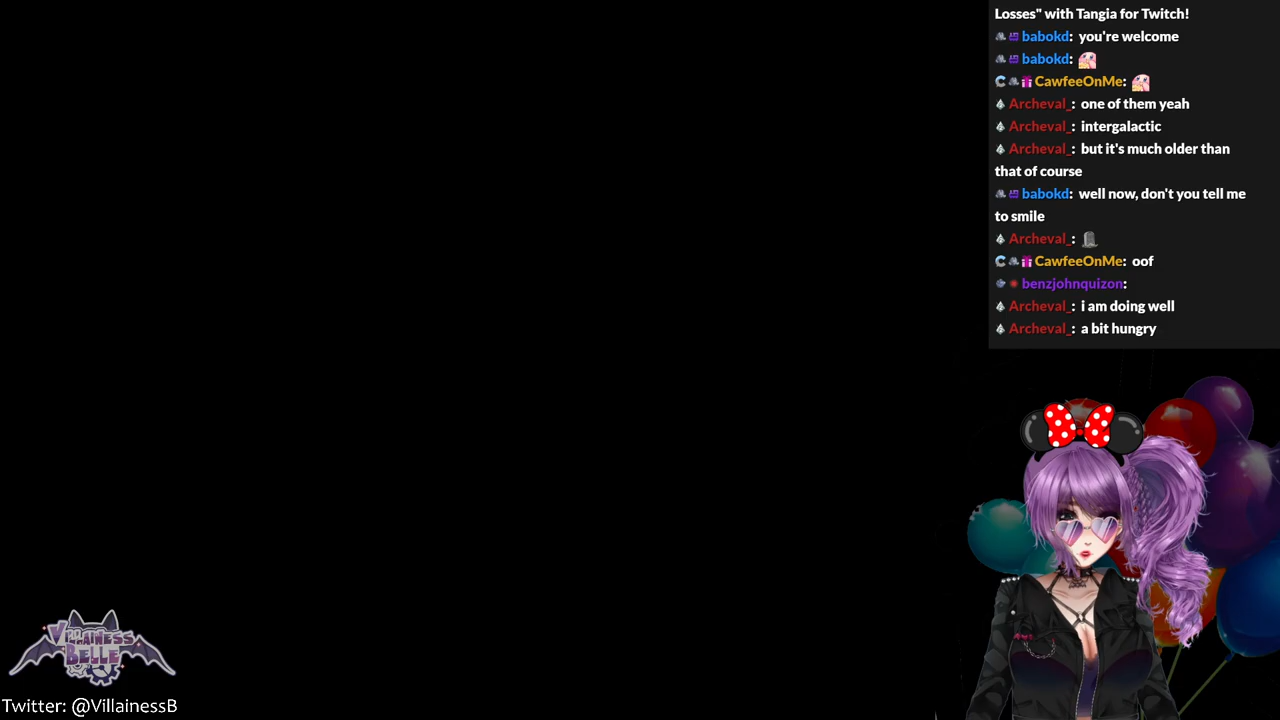 Losses" with Tangia for Twitch!
babokd: you're welcome
babokd:
CawfeeOnMe:
Archeval_: one of them yeah
Archeval_: intergalactic
Archeval_: but it's much older than
that of course
babokd: well now, don't you tell me
to smile
Archeval_:
CawfeeOnMe: oof
benzjohnquizon:
Archeval_: i am doing well
Archeval_: a bit hungry
VILLAINESS
BELLE
Twitter: @VillainessB